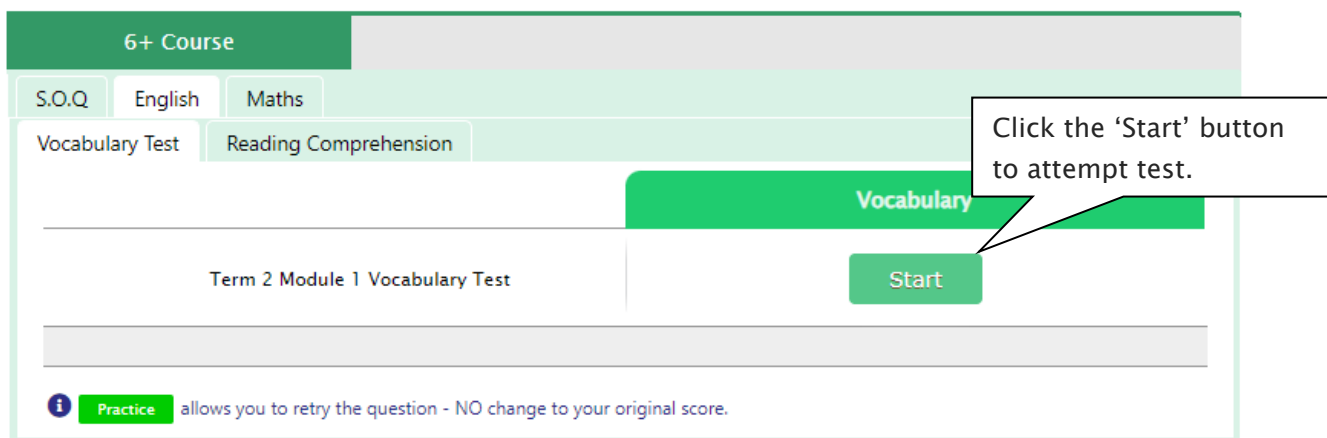 6+ Course
S.O.Q English Maths
Vocabulary Test Reading Comprehension
Click the ‘Start’ button
to attempt test.
Vocabulary
Term 2 Module 1 Vocabulary Test Start
Practice allows you to retry the question - NO change to your original score.